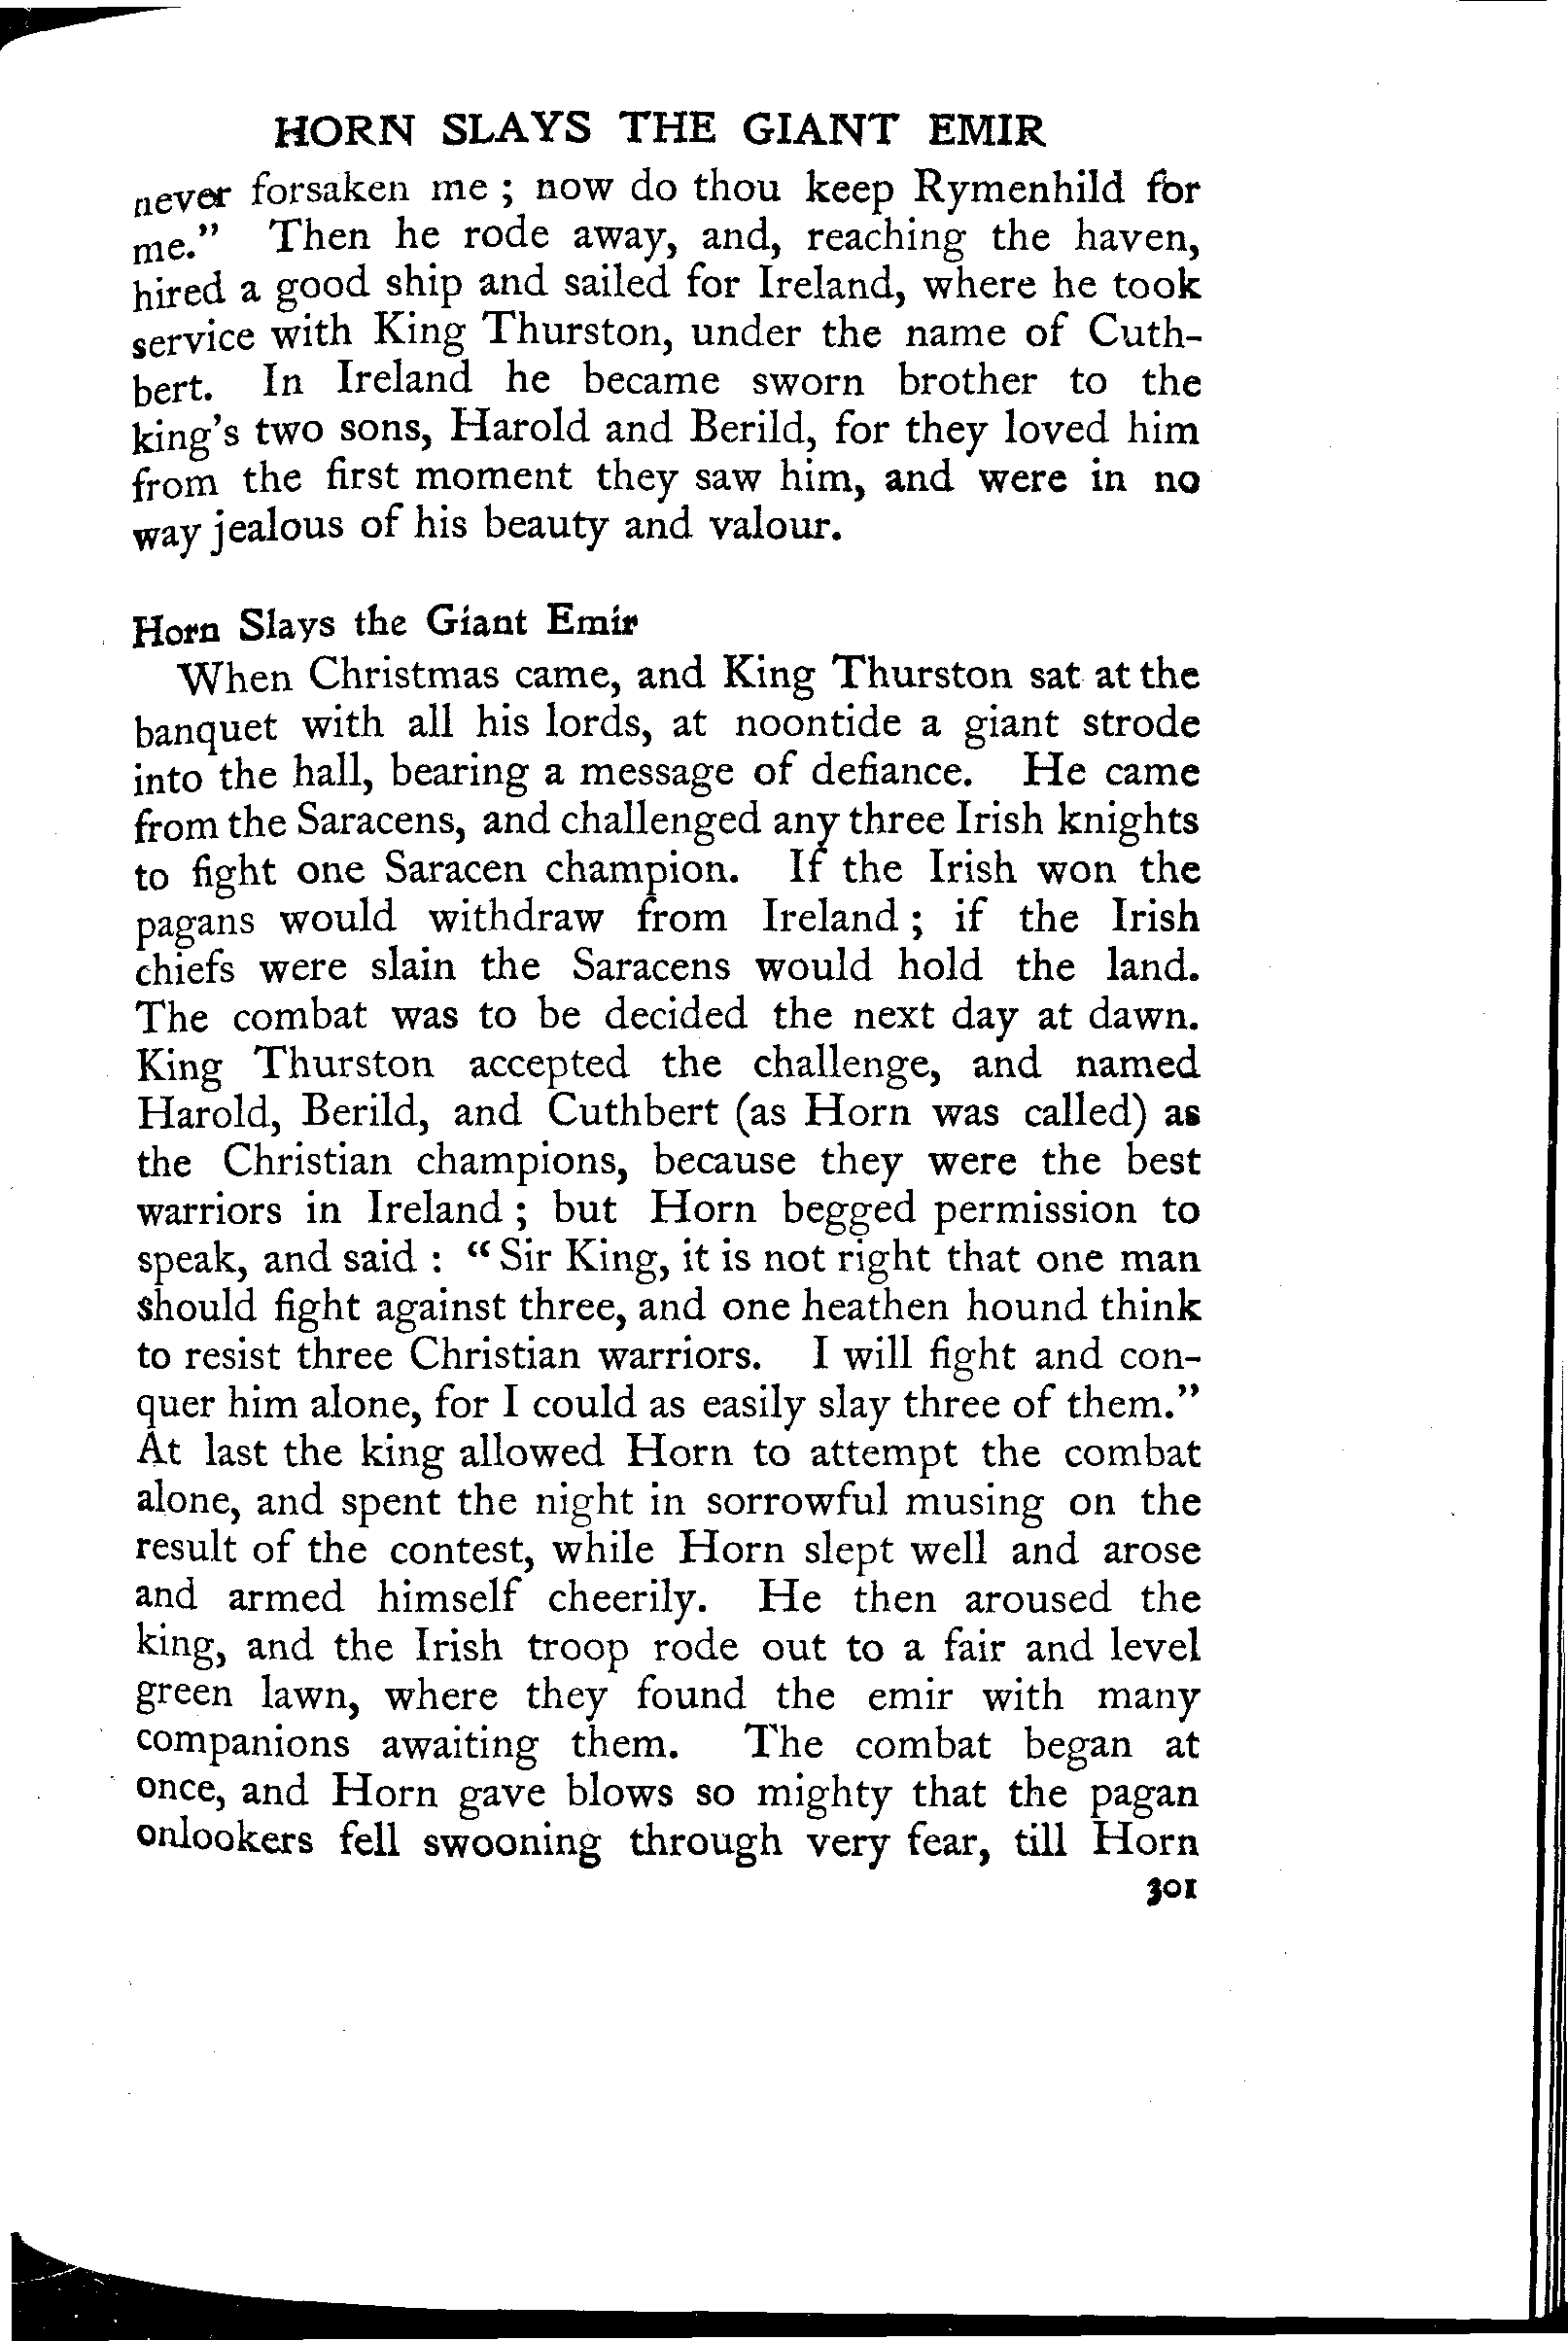 HORN SLAYS THE GIANT EMIR
never forsaken me ; now do thou keep Rymenhild for
me.” Then he rode away, and, reaching the haven,
hired a good ship and sailed for Ireland, where he took
service with King Thurston, under the name of Cuth-
bert. In Ireland he became sworn brother to the
king’s two sons, Harold and Berild, for they loved him
from the first moment they saw him, and were in no
way jealous of his beauty and valour.
Horn Slays the Giant Emir
When Christmas came, and King Thurston sat at the
banquet with all his lords, at noontide a giant strode
into the hall, bearing a message of defiance. He came
from the Saracens, and challenged any three Irish knights
to fight one Saracen champion. If the Irish won the
pagans would withdraw from Ireland ; if the Irish
chiefs were slain the Saracens would hold the land.
The combat was to be decided the next day at dawn.
King Thurston accepted the challenge, and named
Harold, Berild, and Cuthbert (as Horn was called) as
the Christian champions, because they were the best
warriors in Ireland ; but Horn begged permission to
speak, and said : “ Sir King, it is not right that one man
should fight against three, and one heathen hound think
to resist three Christian warriors. I will fight and con-
quer him alone, for I could as easily slay three of them.”
At last the king allowed Horn to attempt the combat
alone, and spent the night in sorrowful musing on the
result of the contest, while Horn slept well and arose
and armed himself cheerily. He then aroused the
king, and the Irish troop rode out to a fair and level
green lawn, where they found the emir with many
companions awaiting them. The combat began at
once, and Horn gave blows so mighty that the pagan
onlookers fell swooning through very fear, till Horn
301